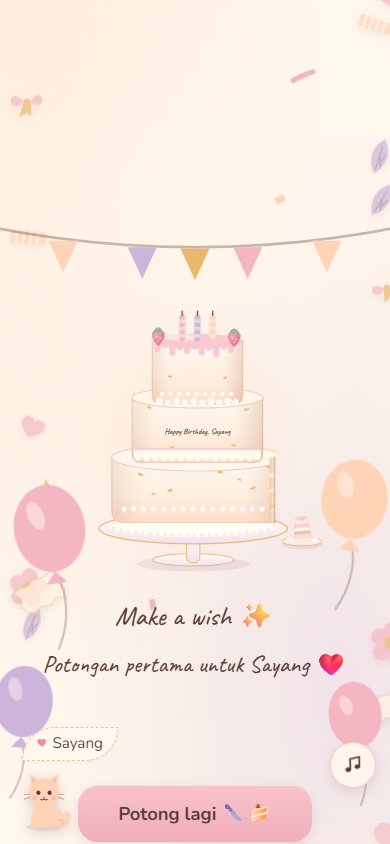 Happy Birthday, Sayang
Make a wish ✨
Potongan pertama untuk Sayang ❤️
Sayang
Potong lagi 🔪 🍰